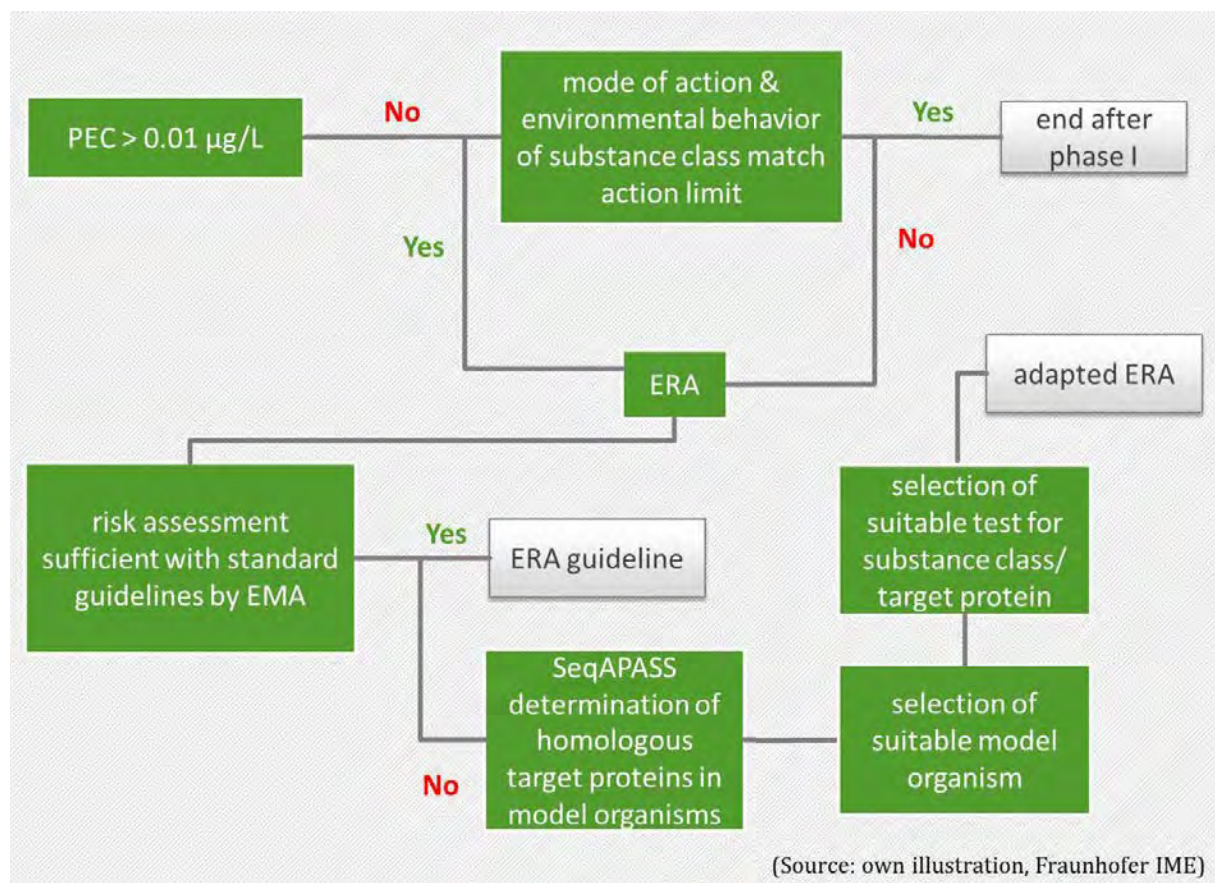 PEC > 0.01 µg/L
No
mode of action &
environmental behavior
of substance class match
action limit
Yes
end after
phase I
Yes
No
ERA
adapted ERA
risk assessment
sufficient with standard
guidelines by EMA
Yes
ERA guideline
No
SeqAPASS
determination of
homologous
target proteins in
model organisms
selection of
suitable model
organism
selection of
suitable test for
substance class/
target protein
(Source: own illustration, Fraunhofer IME)